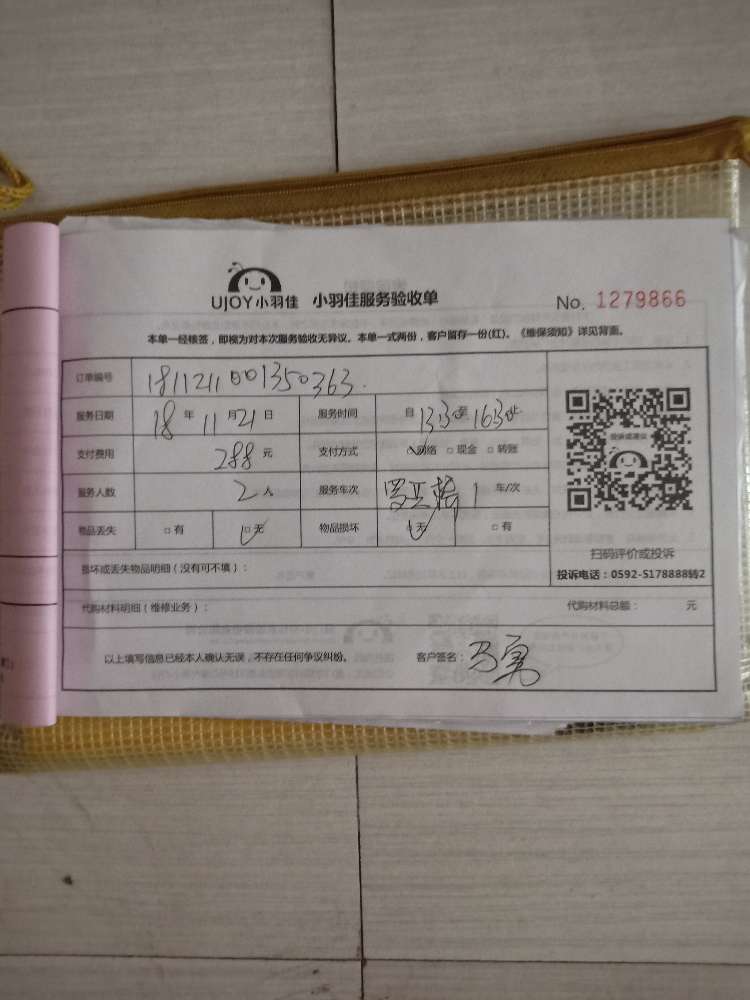 UJOY小羽佳 小羽佳服务验收单 No. 1279866
本单一经核签，即视为对本次服务验收无异议。本单一式两份，客户留存一份(红)。《维保须知》详见背面。
订单编号 1811211001350363
服务日期 18 年 11 月 21 日 服务时间 自 1330 至 1630 止
支付费用 288 元 支付方式 ☑网络 □现金 □转账
服务人数 2 人 服务车次 1 车/次
物品丢失 □有 ☑无 物品损坏 ☑无 □有
扫码评价或投诉
损坏或丢失物品明细（没有可不填）： 投诉电话：0592-5178888转2
代购材料明细（维修业务）： 代购材料总额： 元
以上填写信息已经本人确认无误，不存在任何争议纠纷。 客户签名：马勇